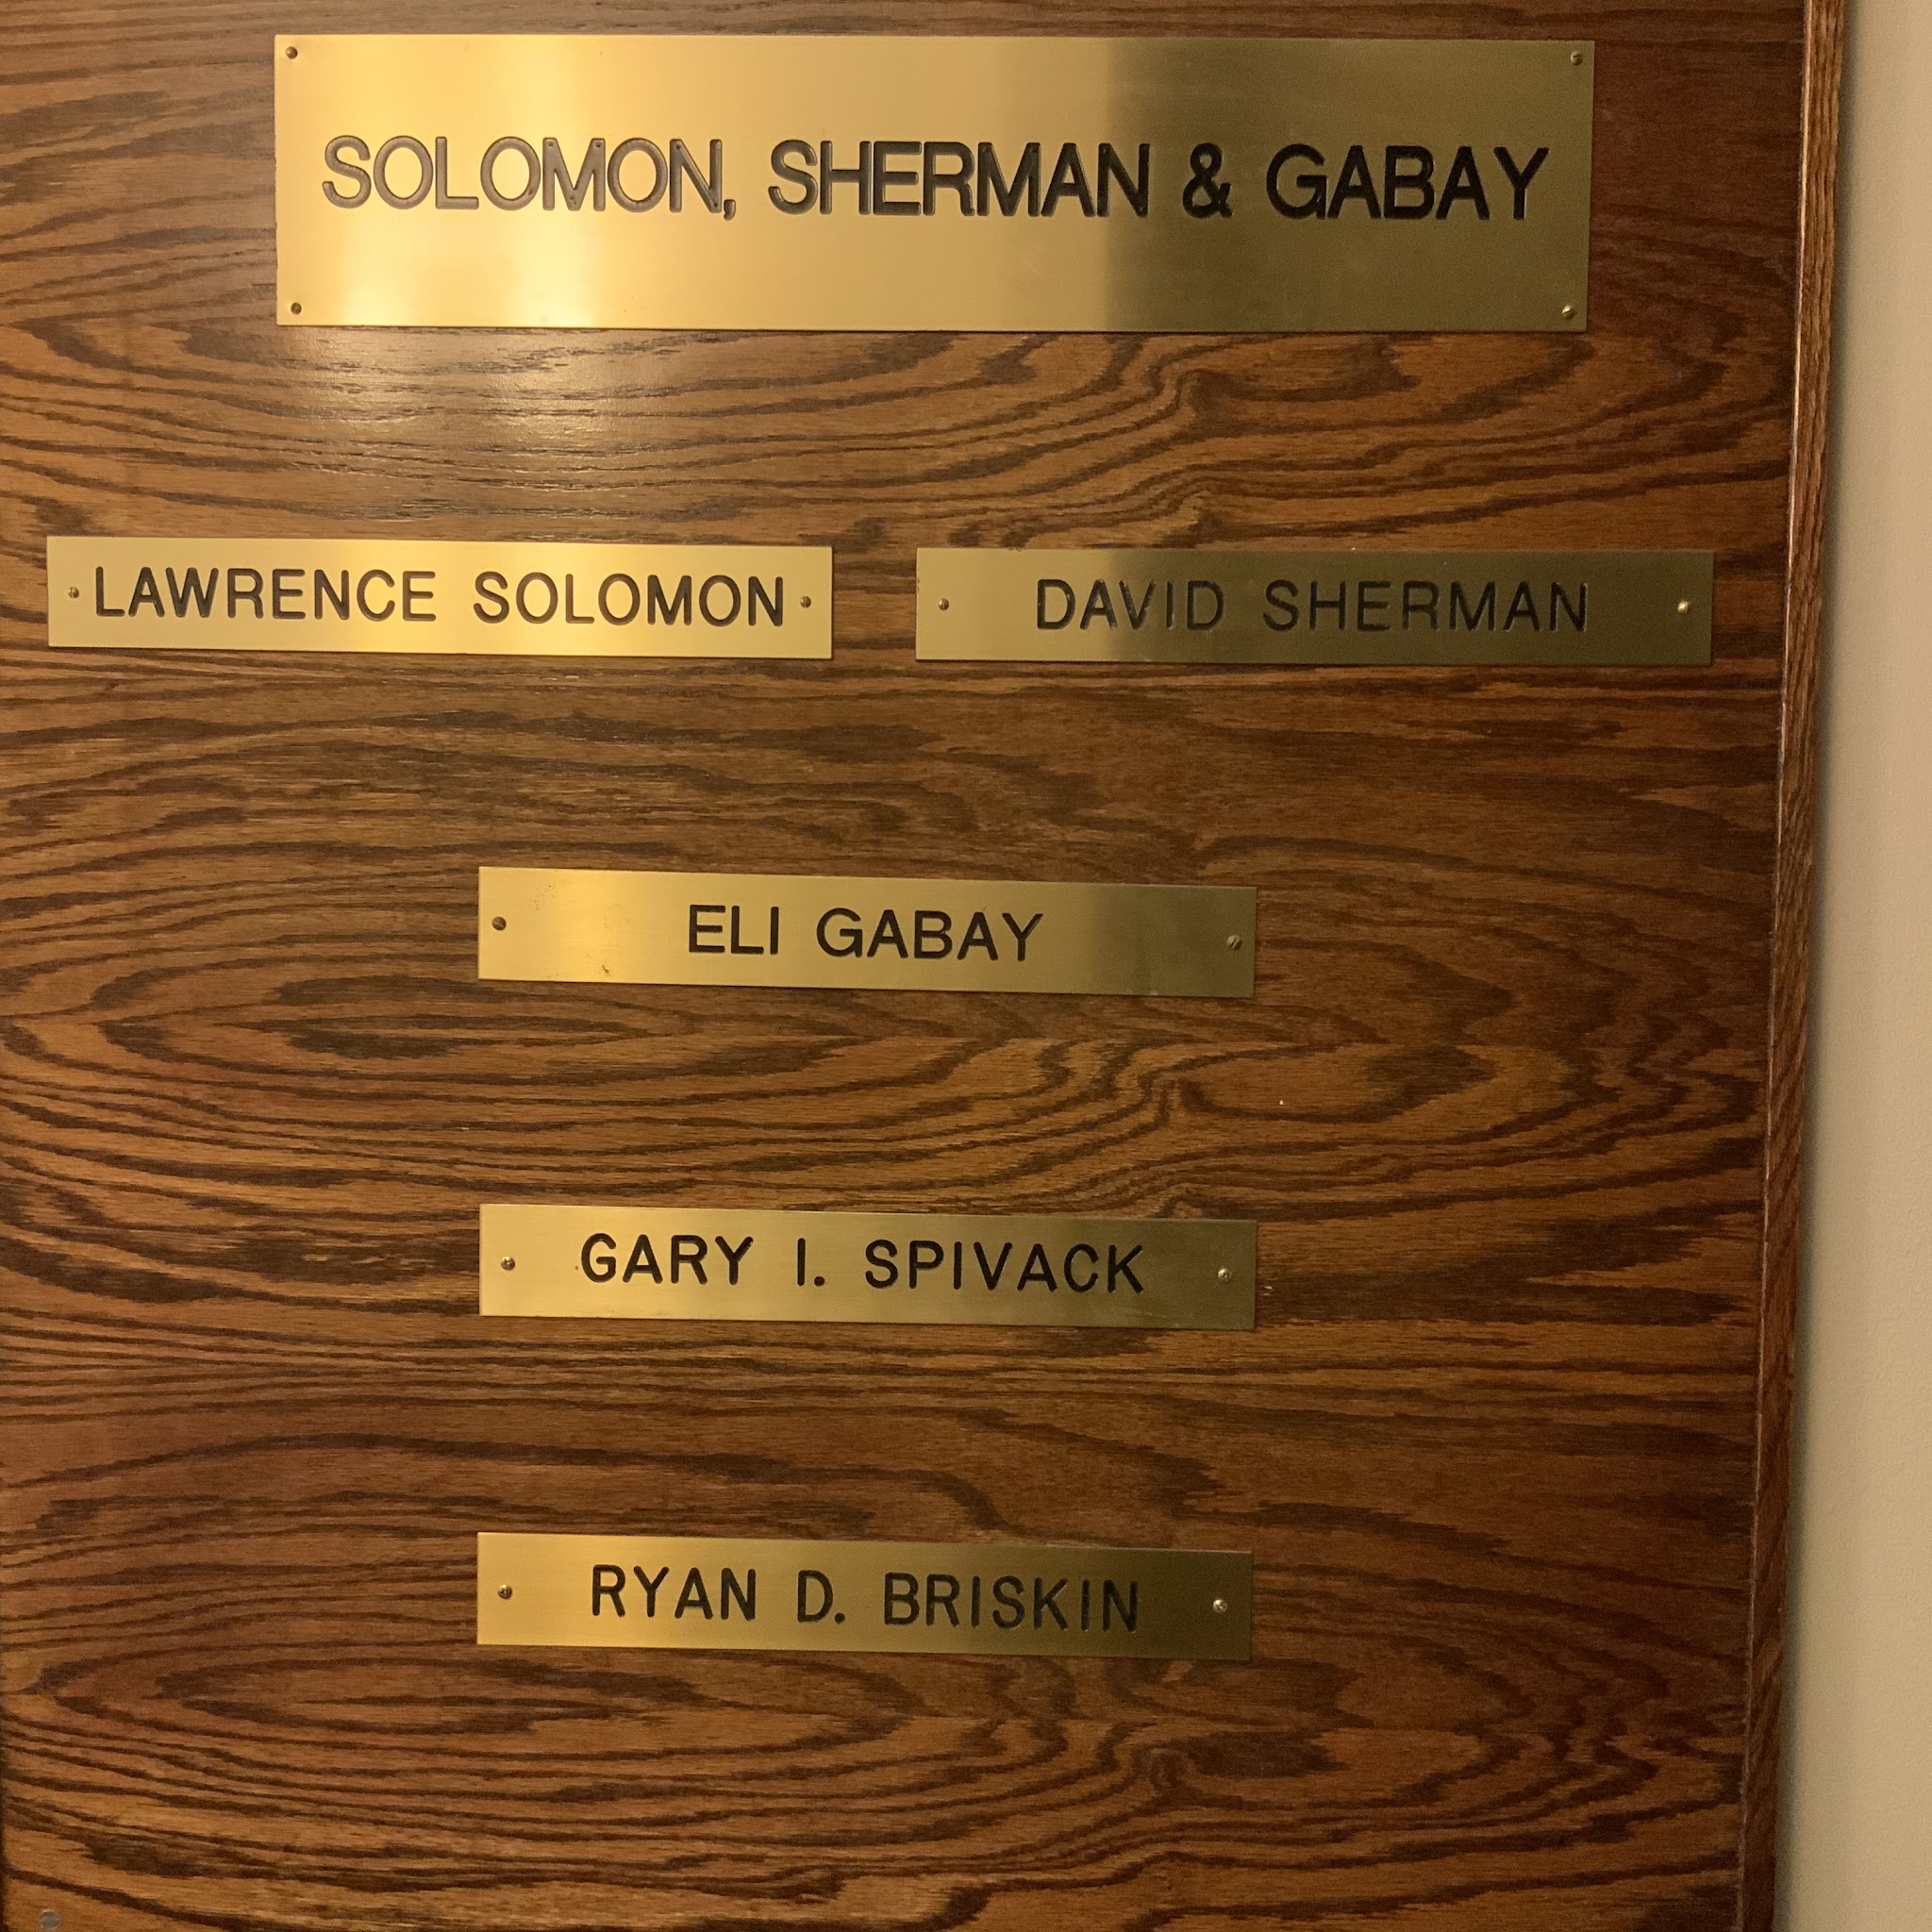 SOLOMON, SHERMAN & GABAY
LAWRENCE SOLOMON
DAVID SHERMAN
ELI GABAY
GARY I. SPIVACK
RYAN D. BRISKIN